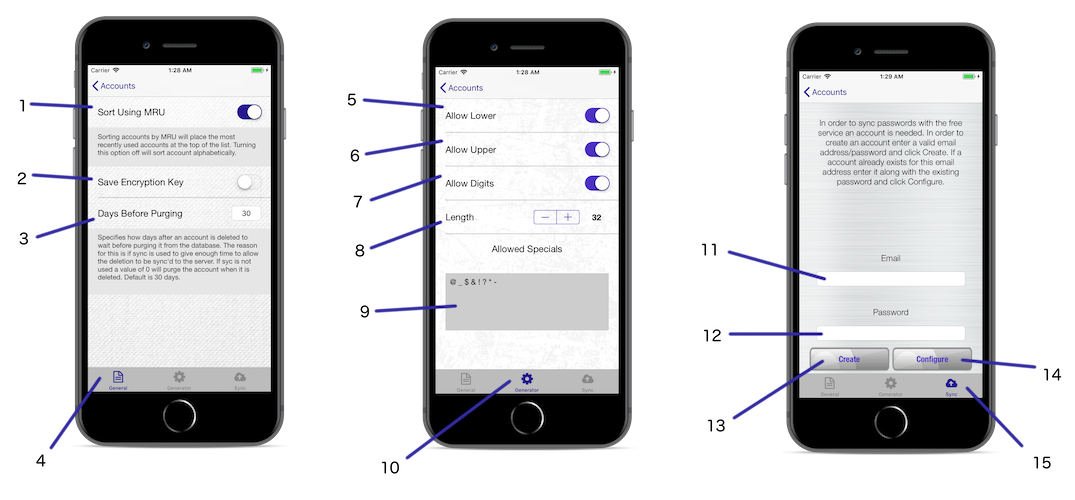 Carrier 1:28 AM
Accounts
1
Sort Using MRU
Sorting accounts by MRU will place the most
recently used accounts at the top of the list. Turning
this option off will sort account alphabetically.
2
Save Encryption Key
Days Before Purging 30
3
Specifies how days after an account is deleted to
wait before purging it from the database. The reason
for this is if sync is used to give enough time to allow
the deletion to be sync'd to the server. If syc is not
used a value of 0 will purge the account when it is
deleted. Default is 30 days.
General Generator Sync
4
Carrier 1:28 AM
Accounts
5
Allow Lower
6
Allow Upper
7
Allow Digits
Length − + 32
8
Allowed Specials
@ _ $ & ! ? * -
9
General Generator Sync
10
Carrier 1:29 AM
Accounts
In order to sync passwords with the free
service an account is needed. In order to
create an account enter a valid email
address/password and click Create. If a
account already exists for this email
address enter it along with the existing
password and click Configure.
11
Email
12
Password
Create Configure
13
14
General Generator Sync
15